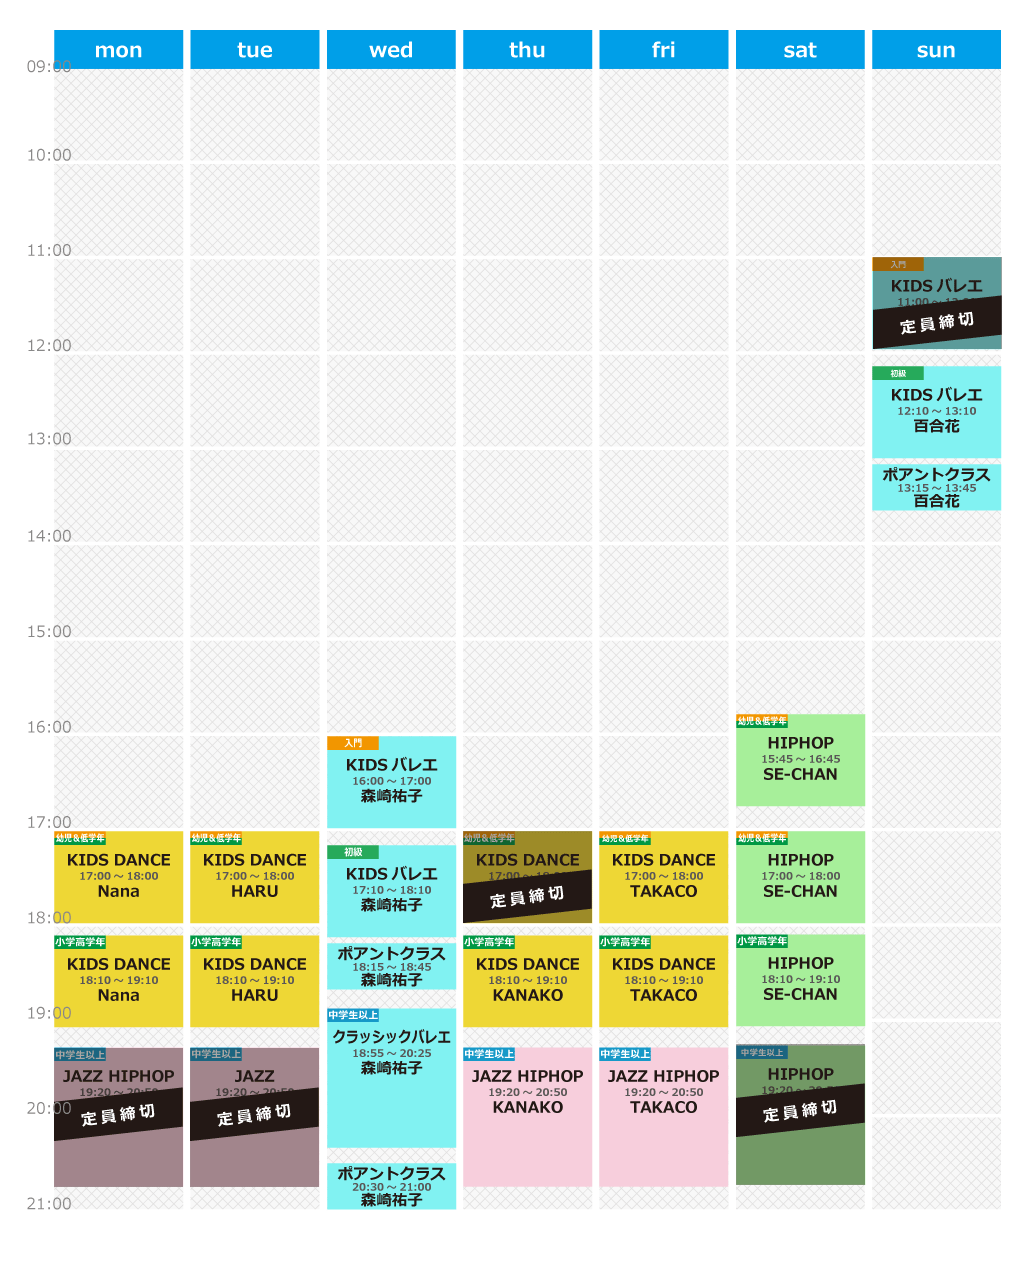 mon
tue
wed
thu
fri
sat
sun
09:00
10:00
11:00
12:00
13:00
14:00
15:00
16:00
17:00
18:00
19:00
20:00
21:00
幼児&低学年
KIDS DANCE
17:00～18:00
Nana
小学高学年
KIDS DANCE
18:10～19:10
Nana
中学生以上
JAZZ HIPHOP
19:20～20:50
定員締切
幼児&低学年
KIDS DANCE
17:00～18:00
HARU
小学高学年
KIDS DANCE
18:10～19:10
HARU
中学生以上
JAZZ
19:20～20:50
定員締切
入門
KIDS バレエ
16:00～17:00
森崎祐子
初級
KIDS バレエ
17:10～18:10
森崎祐子
ポアントクラス
18:15～18:45
森崎祐子
中学生以上
クラッシックバレエ
18:55～20:25
森崎祐子
ポアントクラス
20:30～21:00
森崎祐子
幼児&低学年
KIDS DANCE
17:00～18:00
定員締切
小学高学年
KIDS DANCE
18:10～19:10
KANAKO
中学生以上
JAZZ HIPHOP
19:20～20:50
KANAKO
幼児&低学年
KIDS DANCE
17:00～18:00
TAKACO
小学高学年
KIDS DANCE
18:10～19:10
TAKACO
中学生以上
JAZZ HIPHOP
19:20～20:50
TAKACO
幼児&低学年
HIPHOP
15:45～16:45
SE-CHAN
幼児&低学年
HIPHOP
17:00～18:00
SE-CHAN
小学高学年
HIPHOP
18:10～19:10
SE-CHAN
中学生以上
HIPHOP
19:20～20:50
定員締切
入門
KIDS バレエ
11:00～12:00
定員締切
初級
KIDS バレエ
12:10～13:10
百合花
ポアントクラス
13:15～13:45
百合花